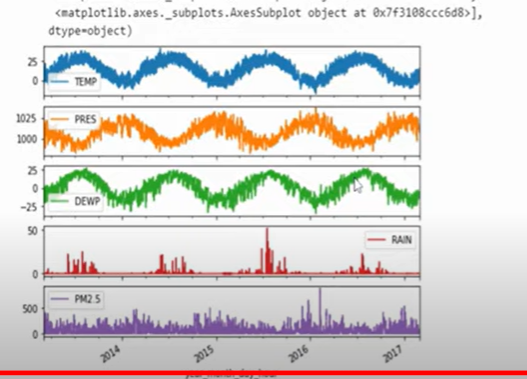 <matplotlib.axes._subplots.AxesSubplot object at 0x7f3108ccc6d8>],
dtype=object)
25
0
TEMP
1025
1000
PRES
25
0
−25
DEWP
50
0
RAIN
500
0
PM2.5
2014
2015
2016
2017